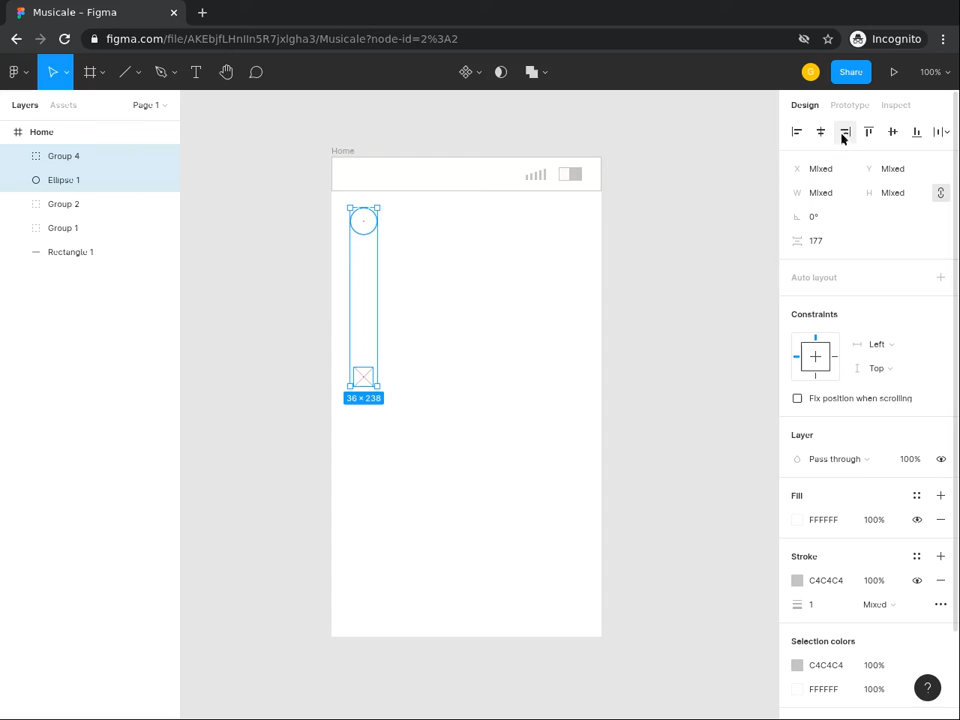 Musicale – Figma
figma.com/file/AKEbjfLHnIIn5R7jxIgha3/Musicale?node-id=2%3A2
Incognito
G
Share
100%
Layers
Assets
Page 1
Design
Prototype
Inspect
Home
Group 4
Ellipse 1
Group 2
Group 1
Rectangle 1
Home
36 × 238
X Mixed
Y Mixed
W Mixed
H Mixed
0°
177
Auto layout
Constraints
Left
Top
Fix position when scrolling
Layer
Pass through
100%
Fill
FFFFFF
100%
Stroke
C4C4C4
100%
1
Mixed
Selection colors
C4C4C4
100%
FFFFFF
100%
?